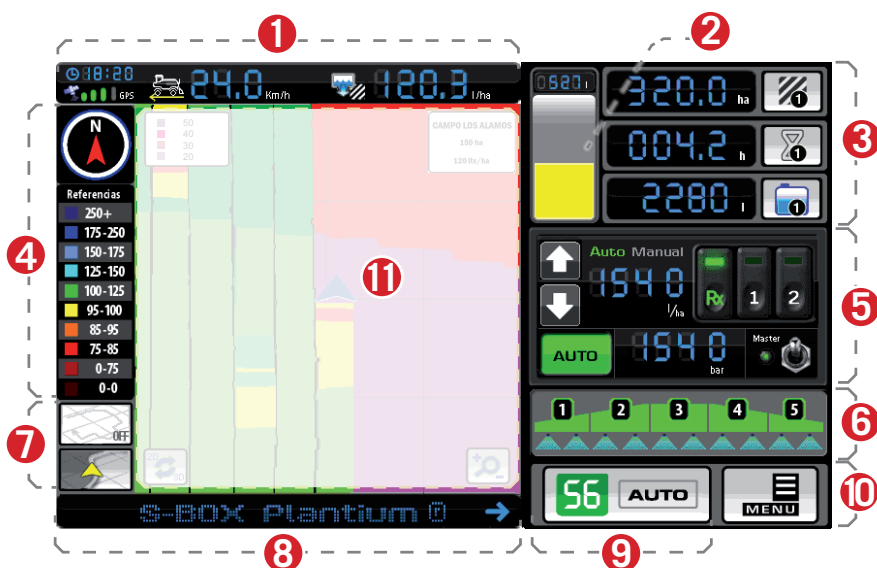 1
2
18:20
GPS
24.0 Km/h
120.3 l/ha
0520 l
320.0 ha
1
3
004.2 h
1
2280 l
1
4
N
Referencias
250+
175-250
150-175
125-150
100-125
95-100
85-95
75-85
0-75
0-0
50
40
30
20
CAMPO LOS ALAMOS
150 ha
120 lts/ha
11
Auto Manual
1540
l/ha
Rx
1
2
5
AUTO
1540
bar
Master
1
2
3
4
5
6
7
OFF
2D
3D
S-BOX Plantium
S6 AUTO
MENU
10
8
9